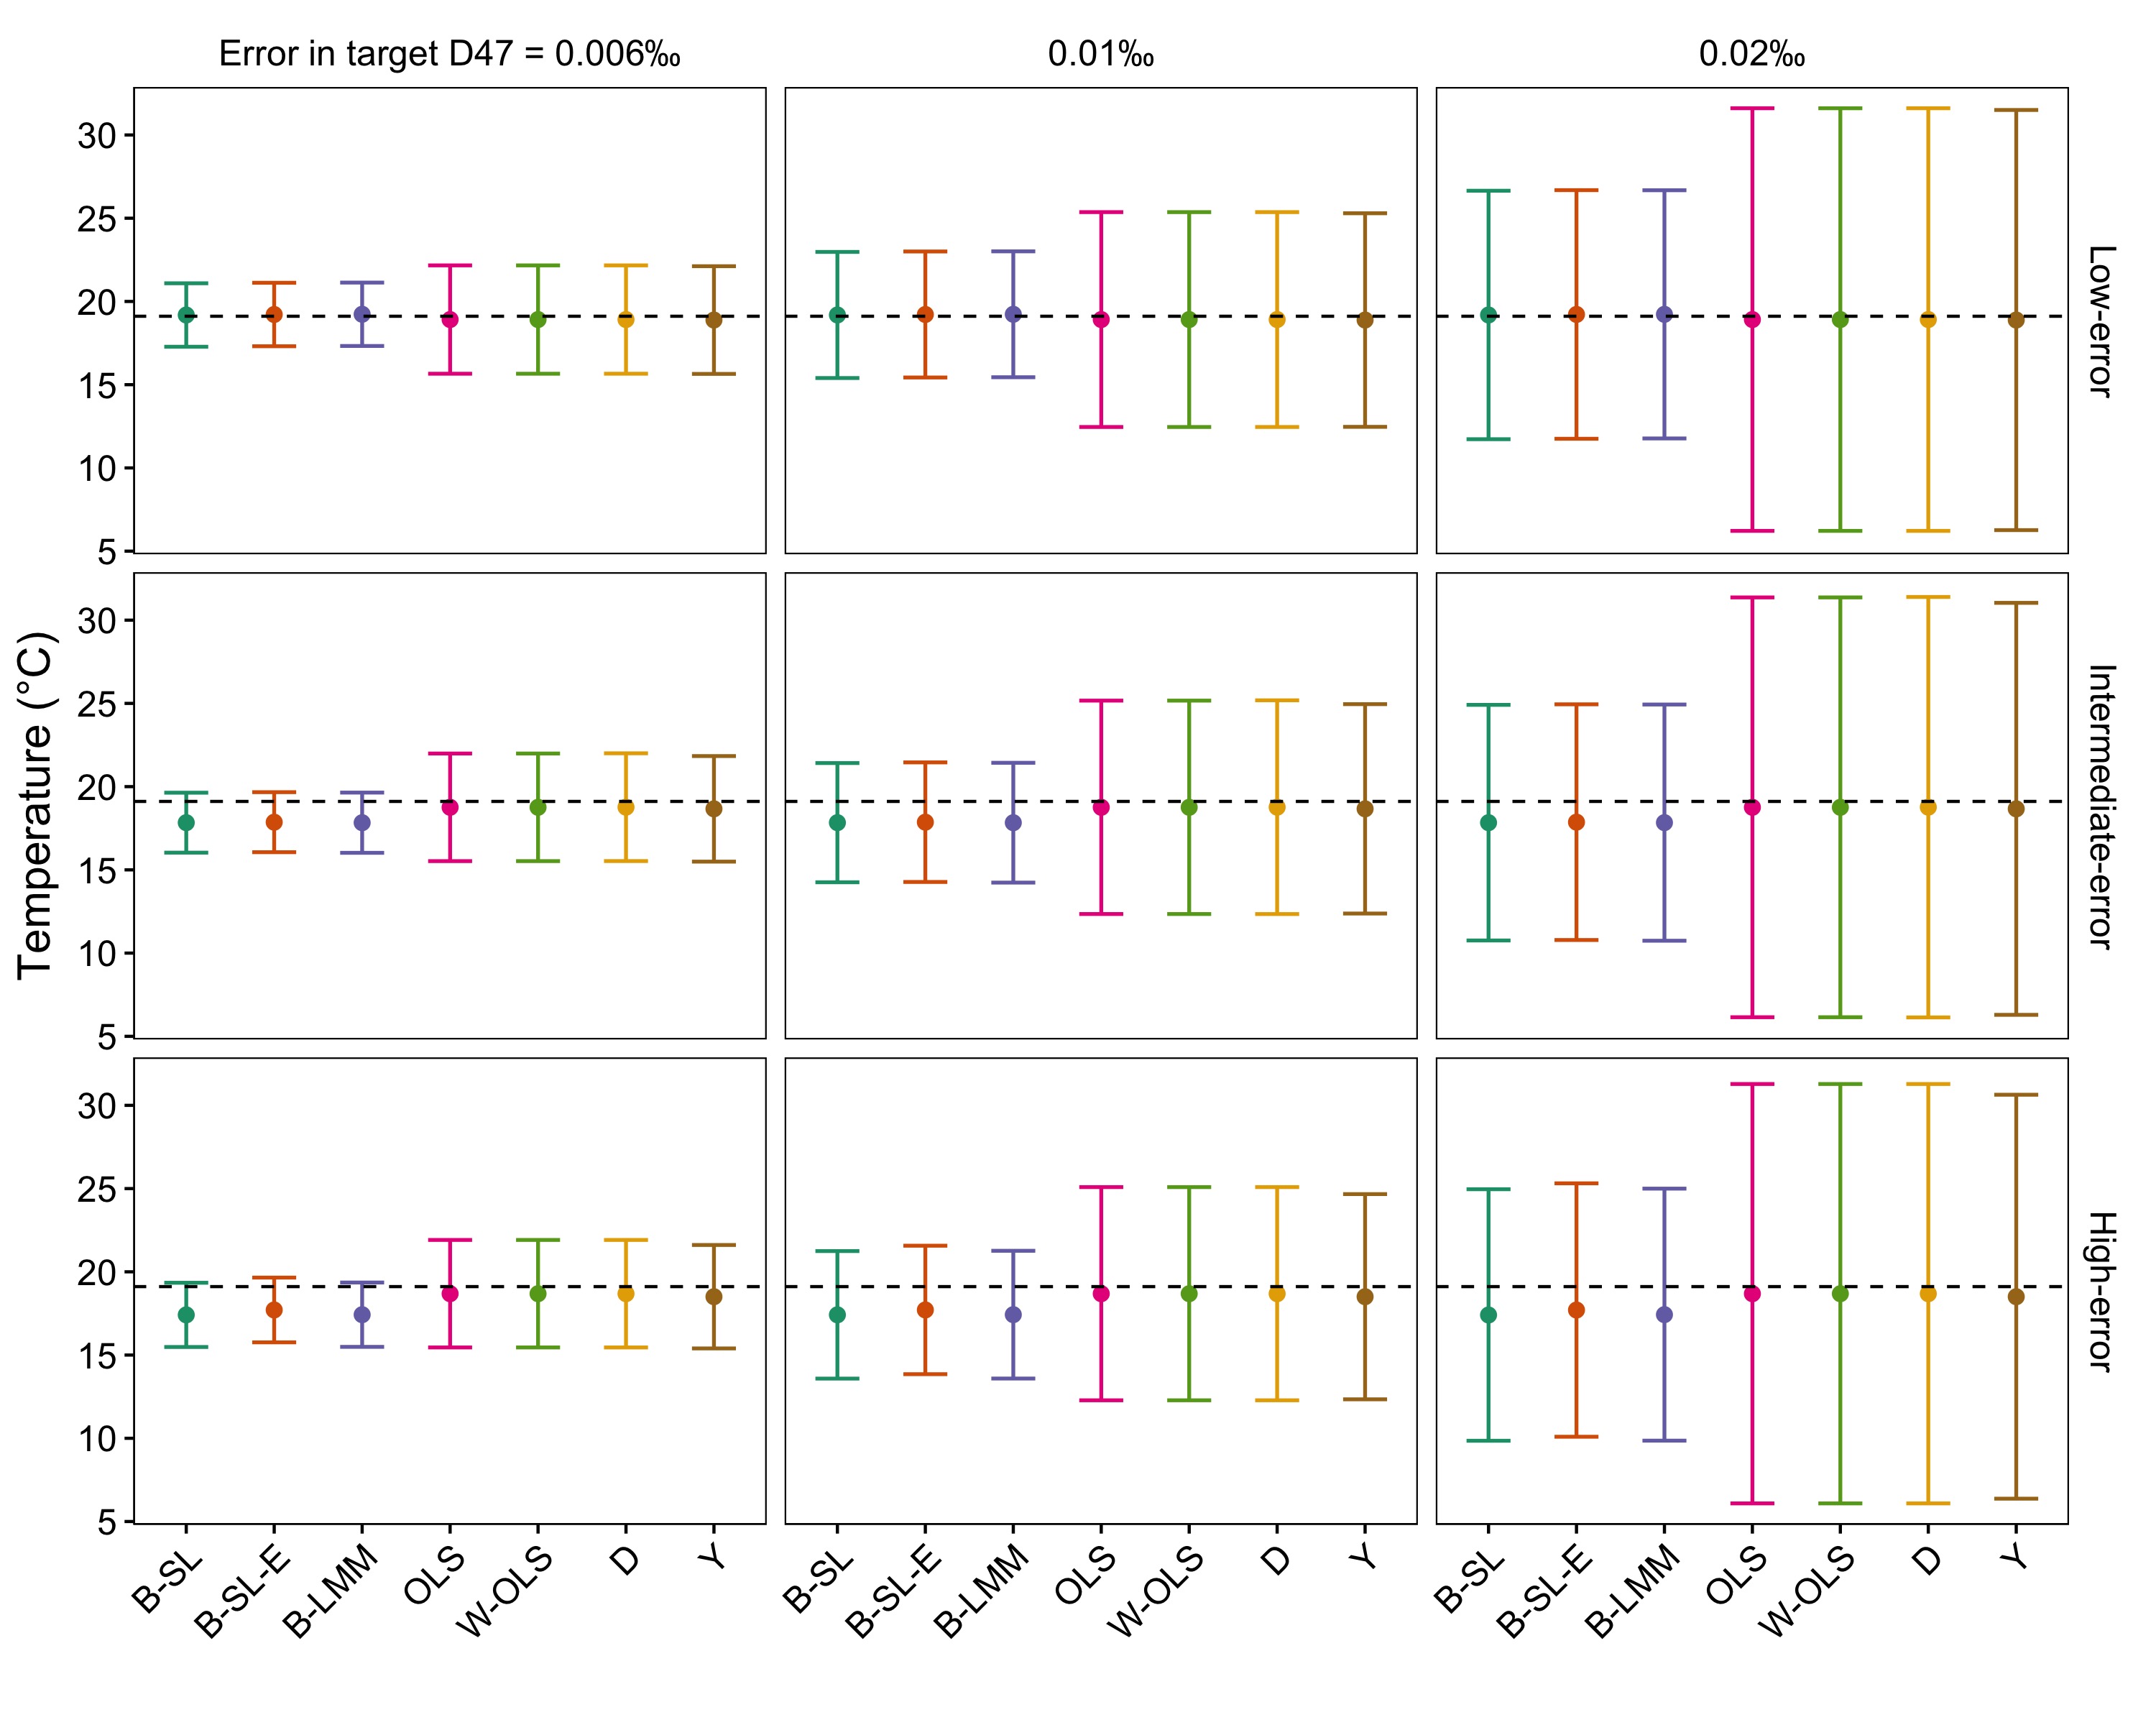 Error in target D47 = 0.006‰
0.01‰
0.02‰
30
25
20
15
10
5
Low-error
30
25
20
15
10
5
Intermediate-error
30
25
20
15
10
5
High-error
Temperature (°C)
B-SL
B-SL-E
B-LMM
OLS
W-OLS
D
Y
B-SL
B-SL-E
B-LMM
OLS
W-OLS
D
Y
B-SL
B-SL-E
B-LMM
OLS
W-OLS
D
Y